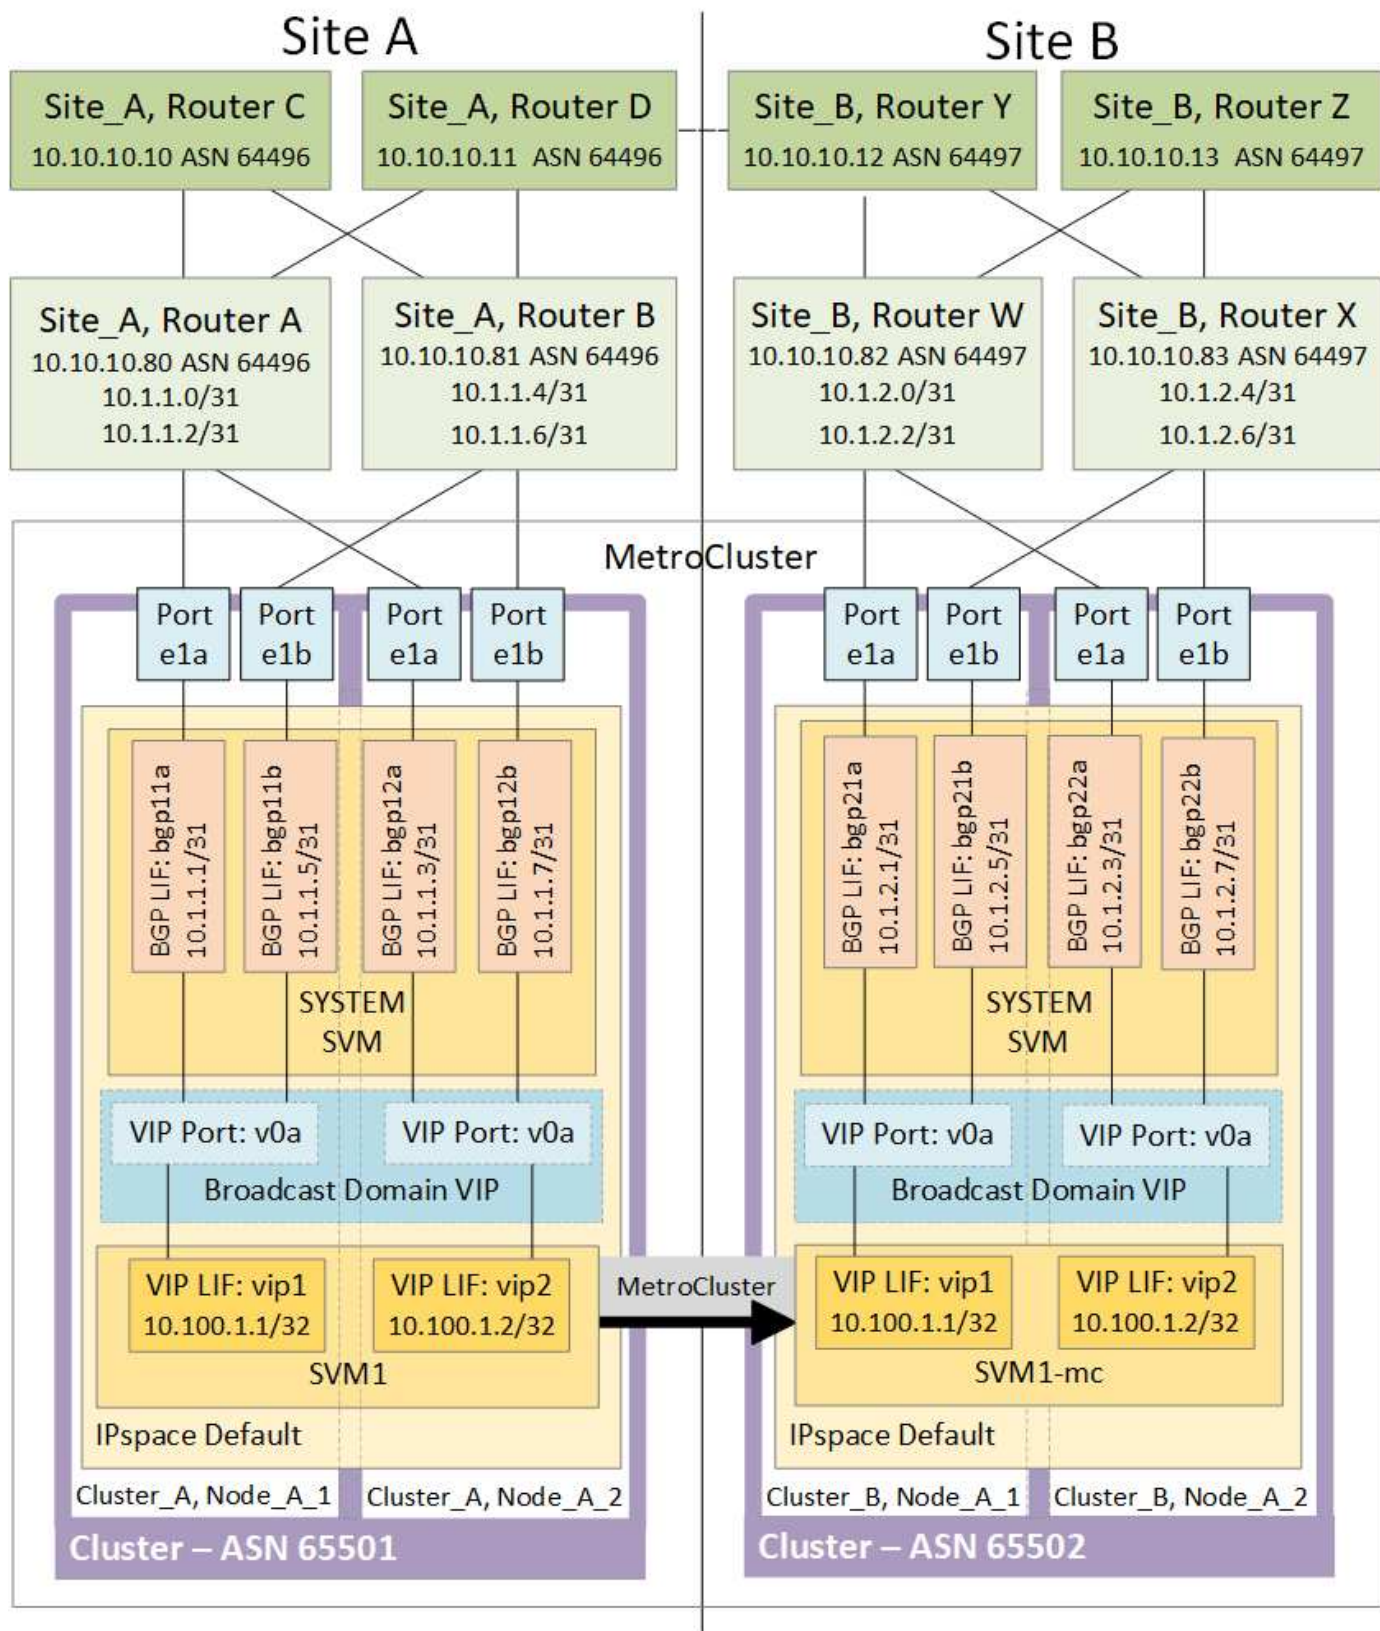 Site A
Site B
Site_A, Router C
10.10.10.10 ASN 64496
Site_A, Router D
10.10.10.11 ASN 64496
Site_B, Router Y
10.10.10.12 ASN 64497
Site_B, Router Z
10.10.10.13 ASN 64497
Site_A, Router A
10.10.10.80 ASN 64496
10.1.1.0/31
10.1.1.2/31
Site_A, Router B
10.10.10.81 ASN 64496
10.1.1.4/31
10.1.1.6/31
Site_B, Router W
10.10.10.82 ASN 64497
10.1.2.0/31
10.1.2.2/31
Site_B, Router X
10.10.10.83 ASN 64497
10.1.2.4/31
10.1.2.6/31
MetroCluster
Port
e1a
Port
e1b
Port
e1a
Port
e1b
Port
e1a
Port
e1b
Port
e1a
Port
e1b
BGP LIF: bgp11a
10.1.1.1/31
BGP LIF: bgp11b
10.1.1.5/31
BGP LIF: bgp12a
10.1.1.3/31
BGP LIF: bgp12b
10.1.1.7/31
BGP LIF: bgp21a
10.1.2.1/31
BGP LIF: bgp21b
10.1.2.5/31
BGP LIF: bgp22a
10.1.2.3/31
BGP LIF: bgp22b
10.1.2.7/31
SYSTEM
SVM
SYSTEM
SVM
VIP Port: v0a
VIP Port: v0a
Broadcast Domain VIP
VIP Port: v0a
VIP Port: v0a
Broadcast Domain VIP
VIP LIF: vip1
10.100.1.1/32
VIP LIF: vip2
10.100.1.2/32
SVM1
MetroCluster
VIP LIF: vip1
10.100.1.1/32
VIP LIF: vip2
10.100.1.2/32
SVM1-mc
IPspace Default
IPspace Default
Cluster_A, Node_A_1
Cluster_A, Node_A_2
Cluster_B, Node_A_1
Cluster_B, Node_A_2
Cluster – ASN 65501
Cluster – ASN 65502